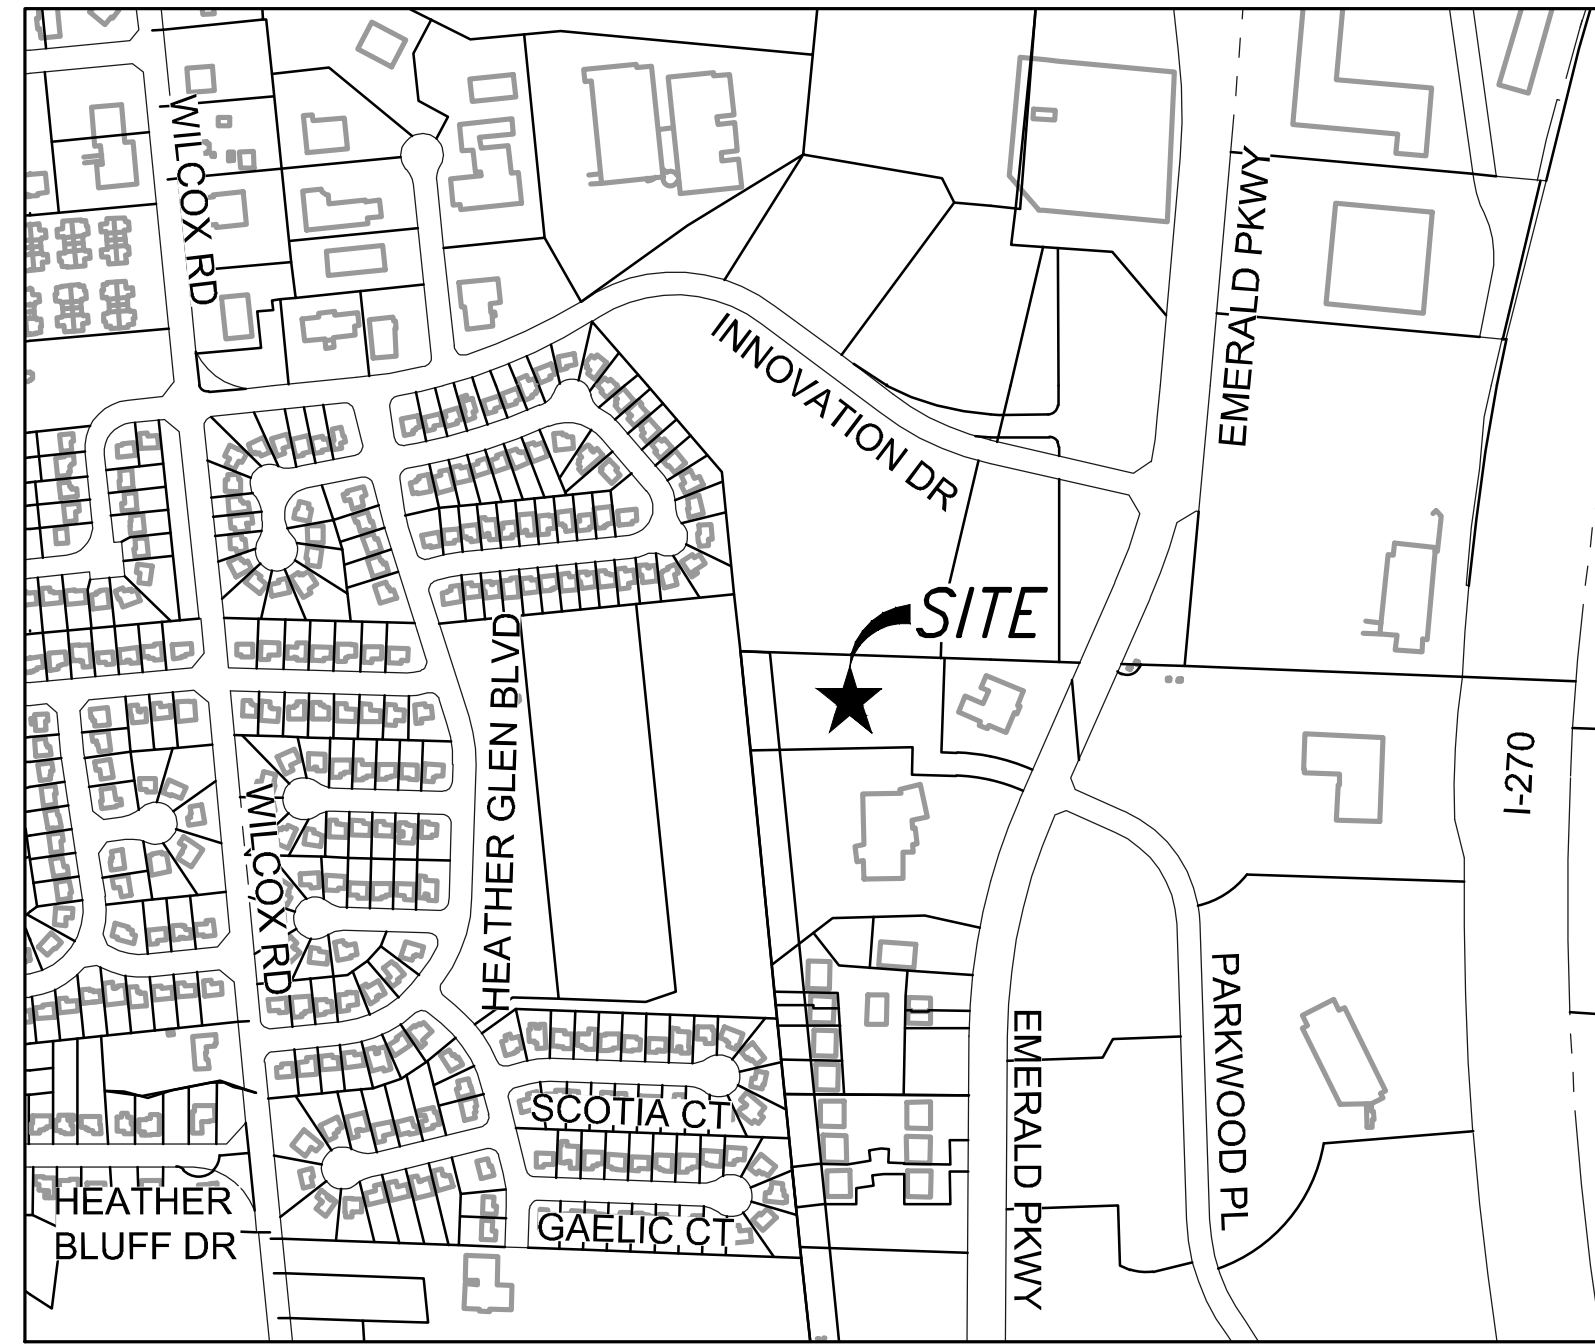 WILCOX RD
EMERALD PKWY
INNOVATION DR
SITE
HEATHER GLEN BLVD
I-270
WILCOX RD
PARKWOOD PL
EMERALD PKWY
SCOTIA CT
HEATHER
BLUFF DR
GAELIC CT